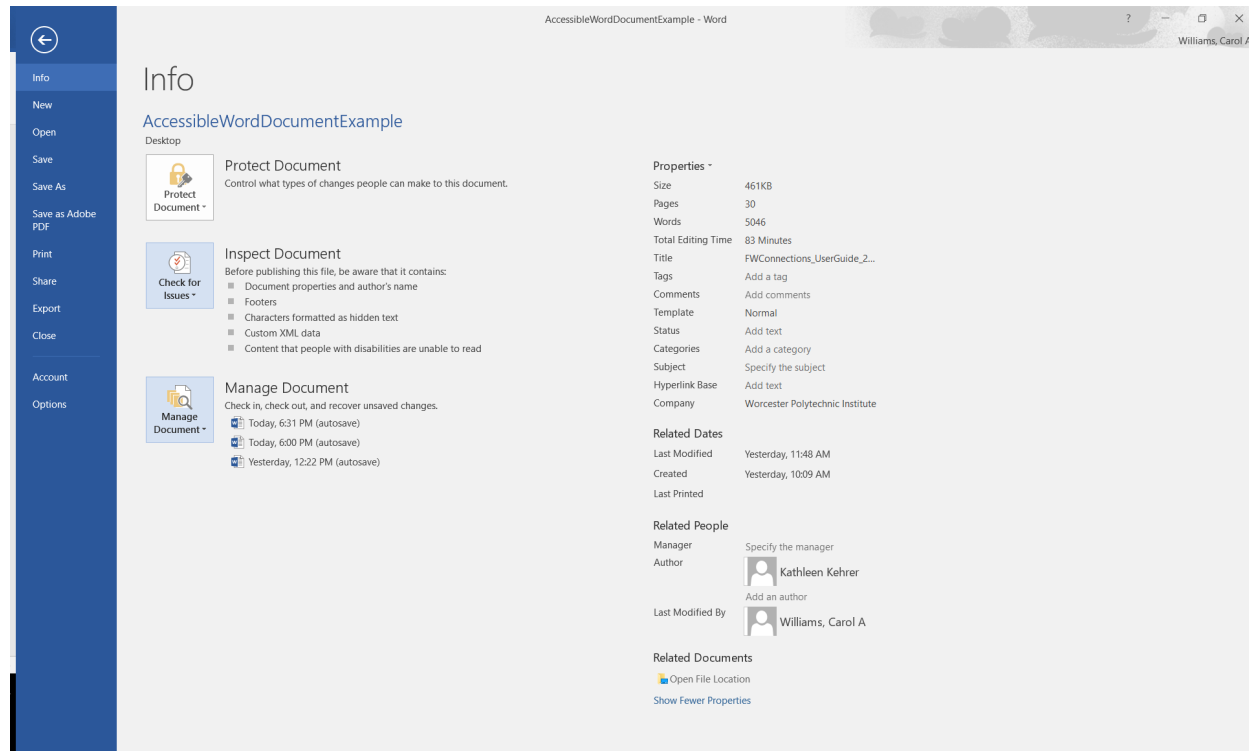 AccessibleWordDocumentExample - Word
?
Williams, Carol A
Info
New
Open
Save
Save As
Save as Adobe
PDF
Print
Share
Export
Close
Account
Options
Info
AccessibleWordDocumentExample
Desktop
Protect
Document
Protect Document
Control what types of changes people can make to this document.
Check for
Issues
Inspect Document
Before publishing this file, be aware that it contains:
Document properties and author's name
Footers
Characters formatted as hidden text
Custom XML data
Content that people with disabilities are unable to read
Manage
Document
Manage Document
Check in, check out, and recover unsaved changes.
Today, 6:31 PM (autosave)
Today, 6:00 PM (autosave)
Yesterday, 12:22 PM (autosave)
Properties
Size 461KB
Pages 30
Words 5046
Total Editing Time 83 Minutes
Title FWConnections_UserGuide_2...
Tags Add a tag
Comments Add comments
Template Normal
Status Add text
Categories Add a category
Subject Specify the subject
Hyperlink Base Add text
Company Worcester Polytechnic Institute
Related Dates
Last Modified Yesterday, 11:48 AM
Created Yesterday, 10:09 AM
Last Printed
Related People
Manager Specify the manager
Author Kathleen Kehrer
Add an author
Last Modified By Williams, Carol A
Related Documents
Open File Location
Show Fewer Properties